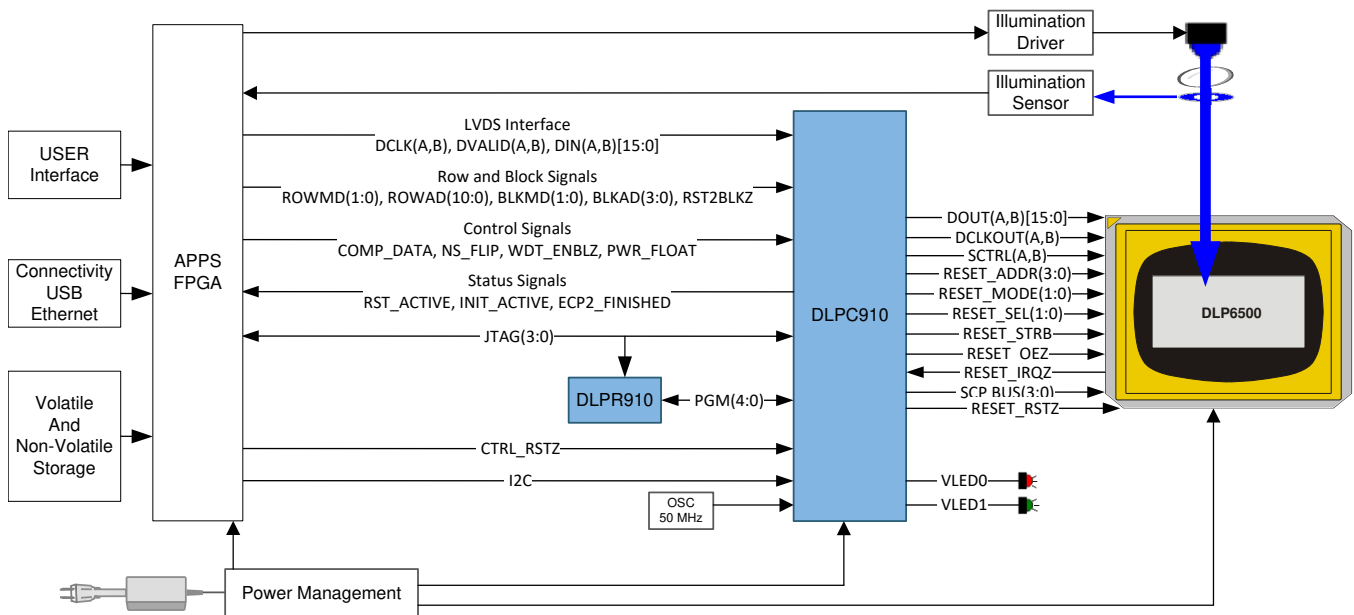 Illumination
Driver
Illumination
Sensor
LVDS Interface
DCLK(A,B), DVALID(A,B), DIN(A,B)[15:0]
USER
Interface
Row and Block Signals
ROWMD(1:0), ROWAD(10:0), BLKMD(1:0), BLKAD(3:0), RST2BLKZ
Control Signals
COMP_DATA, NS_FLIP, WDT_ENBLZ, PWR_FLOAT
APPS
FPGA
Connectivity
USB
Ethernet
Status Signals
RST_ACTIVE, INIT_ACTIVE, ECP2_FINISHED
JTAG(3:0)
DLPR910
PGM(4:0)
DLPC910
DOUT(A,B)[15:0]
DCLKOUT(A,B)
SCTRL(A,B)
RESET_ADDR(3:0)
RESET_MODE(1:0)
RESET_SEL(1:0)
RESET_STRB
RESET_OEZ
RESET_IRQZ
SCP BUS(3:0)
RESET_RSTZ
DLP6500
Volatile
And
Non-Volatile
Storage
CTRL_RSTZ
I2C
OSC
50 MHz
VLED0
VLED1
Power Management